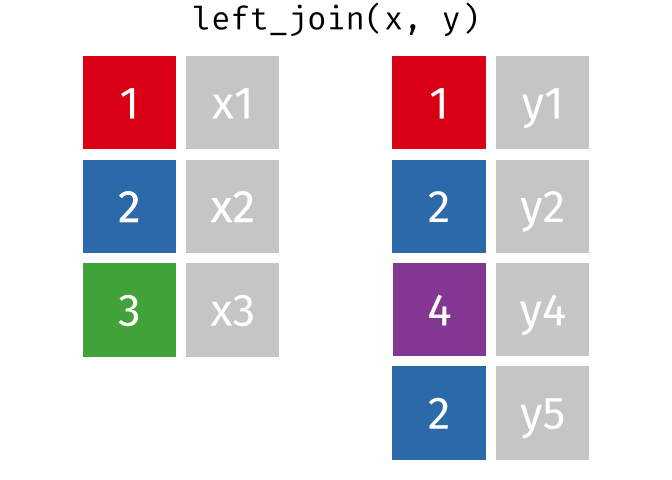 left_join(x, y)
1 x1 1 y1
2 x2 2 y2
3 x3 4 y4
2 y5